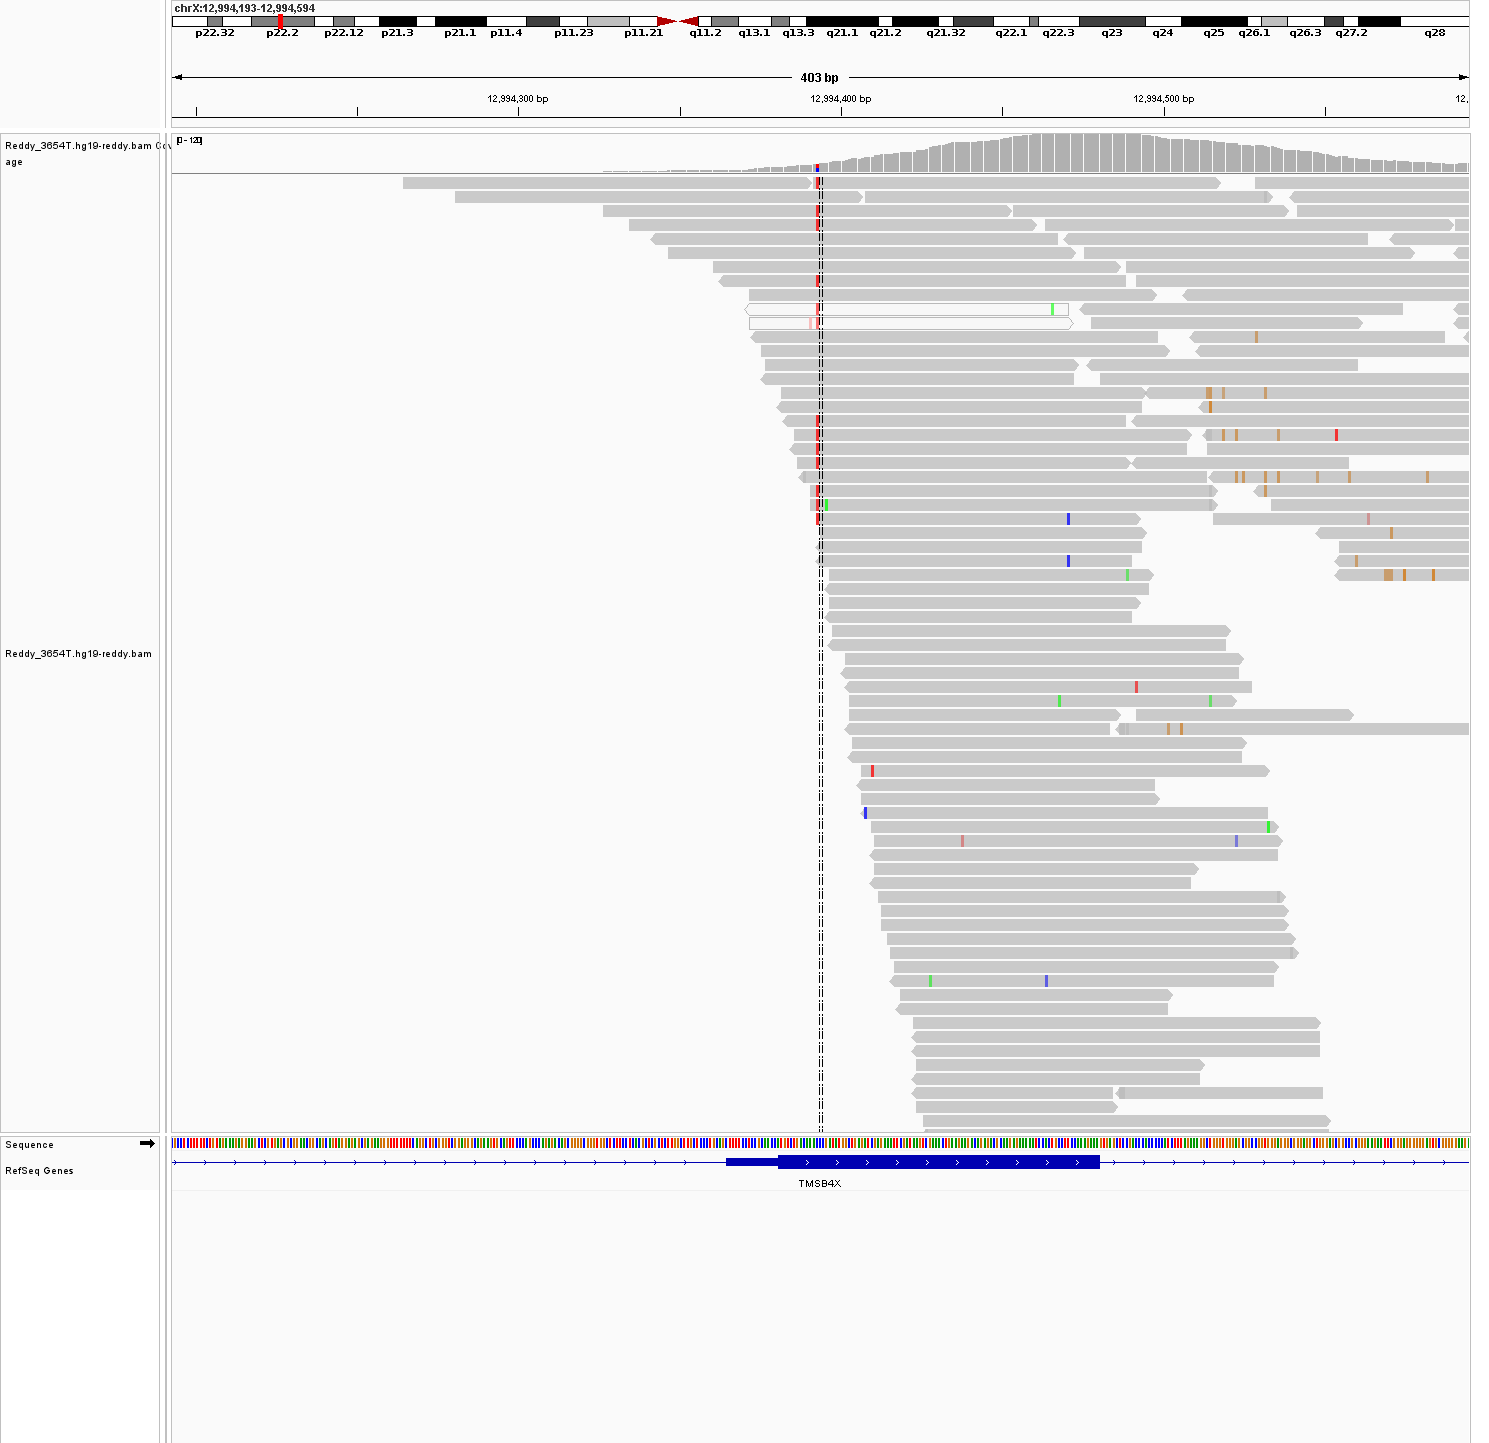 chrX:12,994,193-12,994,594
p22.32 p22.2 p22.12 p21.3 p21.1 p11.4 p11.23 p11.21 q11.2 q13.1 q13.3 q21.1 q21.2 q21.32 q22.1 q22.3 q23 q24 q25 q26.1 q26.3 q27.2 q28
403 bp
12,994,300 bp 12,994,400 bp 12,994,500 bp 12,
Reddy_3654T.hg19-reddy.bam Cov
age
[0 - 120]
Reddy_3654T.hg19-reddy.bam
Sequence
RefSeq Genes
TMSB4X